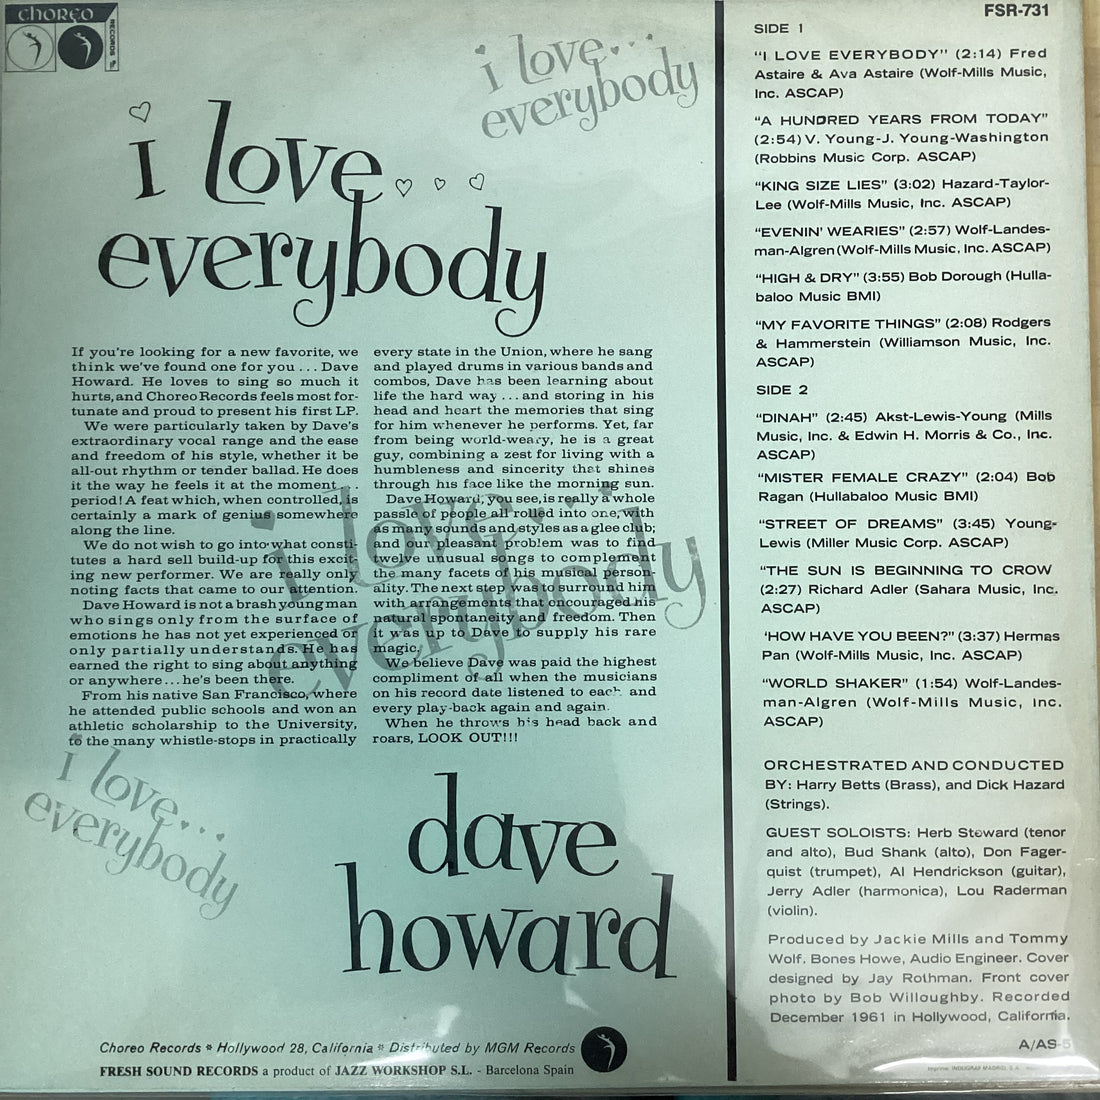 CHOREO
RECORDS
i love...
everybody
i love...
everybody
If you're looking for a new favorite, we
think we've found one for you ... Dave
Howard. He loves to sing so much it
hurts, and Choreo Records feels most for-
tunate and proud to present his first LP.
We were particularly taken by Dave's
extraordinary vocal range and the ease
and freedom of his style, whether it be
all-out rhythm or tender ballad. He does
it the way he feels it at the moment . . .
period! A feat which, when controlled, is
certainly a mark of genius somewhere
along the line.
We do not wish to go into what consti-
tutes a hard sell build-up for this excit-
ing new performer. We are really only
noting facts that came to our attention.
Dave Howard is not a brash young man
who sings only from the surface of
emotions he has not yet experienced or
only partially understands. He has
earned the right to sing about anything
or anywhere ... he's been there.
From his native San Francisco, where
he attended public schools and won an
athletic scholarship to the University,
to the many whistle-stops in practically
every state in the Union, where he sang
and played drums in various bands and
combos, Dave has been learning about
life the hard way ... and storing in his
head and heart the memories that sing
for him whenever he performs. Yet, far
from being world-weary, he is a great
guy, combining a zest for living with a
humbleness and sincerity that shines
through his face like the morning sun.
Dave Howard, you see, is really a whole
passle of people all rolled into one, with
as many sounds and styles as a glee club;
and our pleasant problem was to find
twelve unusual songs to complement
the many facets of his musical person-
ality. The next step was to surround him
with arrangements that encouraged his
natural spontaneity and freedom. Then
it was up to Dave to supply his rare
magic.
We believe Dave was paid the highest
compliment of all when the musicians
on his record date listened to each and
every play-back again and again.
When he throws his head back and
roars, LOOK OUT!!!
i love...
everybody
i love...
everybody
dave
howard
Choreo Records * Hollywood 28, California * Distributed by MGM Records
FRESH SOUND RECORDS a product of JAZZ WORKSHOP S.L. - Barcelona Spain
FSR-731
SIDE 1
"I LOVE EVERYBODY" (2:14) Fred
Astaire & Ava Astaire (Wolf-Mills Music,
Inc. ASCAP)
"A HUNDRED YEARS FROM TODAY"
(2:54) V. Young-J. Young-Washington
(Robbins Music Corp. ASCAP)
"KING SIZE LIES" (3:02) Hazard-Taylor-
Lee (Wolf-Mills Music, Inc. ASCAP)
"EVENIN' WEARIES" (2:57) Wolf-Landes-
man-Algren (Wolf-Mills Music, Inc. ASCAP)
"HIGH & DRY" (3:55) Bob Dorough (Hulla-
baloo Music BMI)
"MY FAVORITE THINGS" (2:08) Rodgers
& Hammerstein (Williamson Music, Inc.
ASCAP)
SIDE 2
"DINAH" (2:45) Akst-Lewis-Young (Mills
Music, Inc. & Edwin H. Morris & Co., Inc.
ASCAP)
"MISTER FEMALE CRAZY" (2:04) Bob
Ragan (Hullabaloo Music BMI)
"STREET OF DREAMS" (3:45) Young-
Lewis (Miller Music Corp. ASCAP)
"THE SUN IS BEGINNING TO CROW
(2:27) Richard Adler (Sahara Music, Inc.
ASCAP)
'HOW HAVE YOU BEEN?" (3:37) Hermes
Pan (Wolf-Mills Music, Inc. ASCAP)
"WORLD SHAKER" (1:54) Wolf-Landes-
man-Algren (Wolf-Mills Music, Inc.
ASCAP)
ORCHESTRATED AND CONDUCTED
BY: Harry Betts (Brass), and Dick Hazard
(Strings).
GUEST SOLOISTS: Herb Steward (tenor
and alto), Bud Shank (alto), Don Fager-
quist (trumpet), Al Hendrickson (guitar),
Jerry Adler (harmonica), Lou Raderman
(violin).
Produced by Jackie Mills and Tommy
Wolf. Bones Howe, Audio Engineer. Cover
designed by Jay Rothman. Front cover
photo by Bob Willoughby. Recorded
December 1961 in Hollywood, California.
A/AS-5